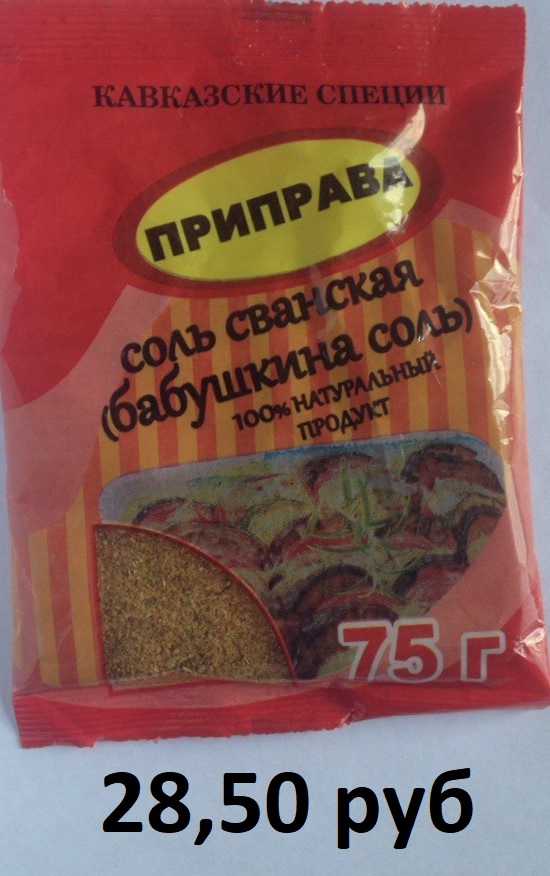 КАВКАЗСКИЕ СПЕЦИИ
ПРИПРАВА
соль сванская
(бабушкина соль)
100% НАТУРАЛЬНЫЙ
ПРОДУКТ
75 г
28,50 руб